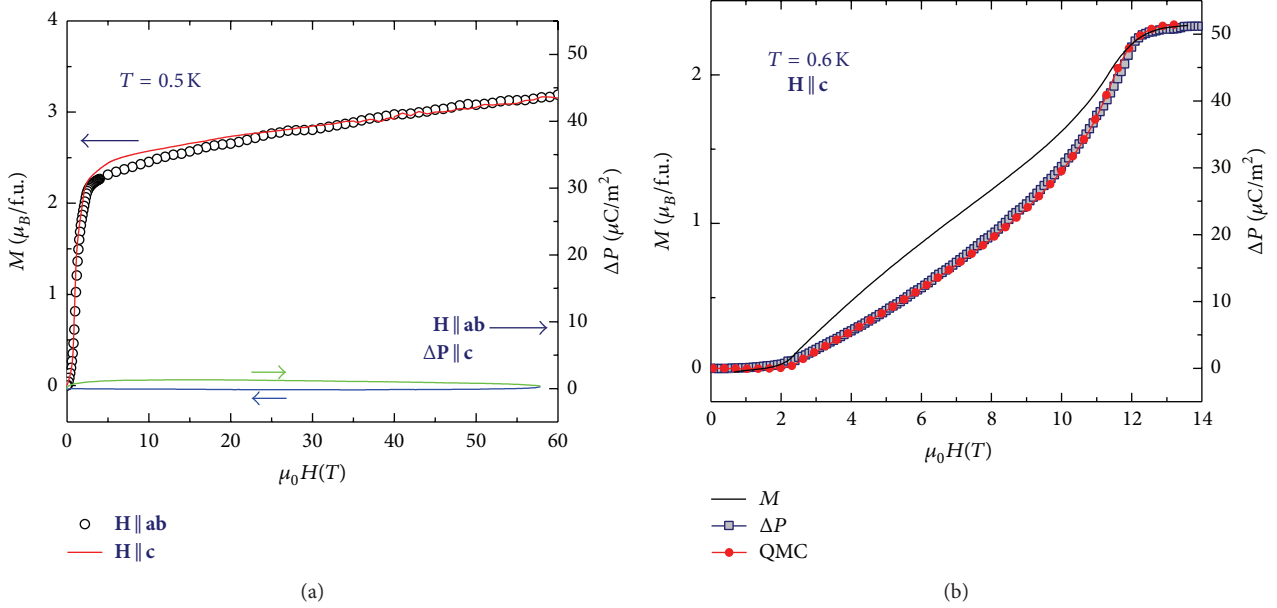 4
3
2
1
0
M (μB/f.u.)
T = 0.5 K
H ∥ ab
ΔP ∥ c
50
40
30
20
10
0
ΔP (μC/m²)
0 10 20 30 40 50 60
μ₀H(T)
H ∥ ab
H ∥ c
(a)
2
1
0
M (μB/f.u.)
T = 0.6 K
H ∥ c
50
40
30
20
10
0
ΔP (μC/m²)
0 2 4 6 8 10 12 14
μ₀H(T)
M
ΔP
QMC
(b)